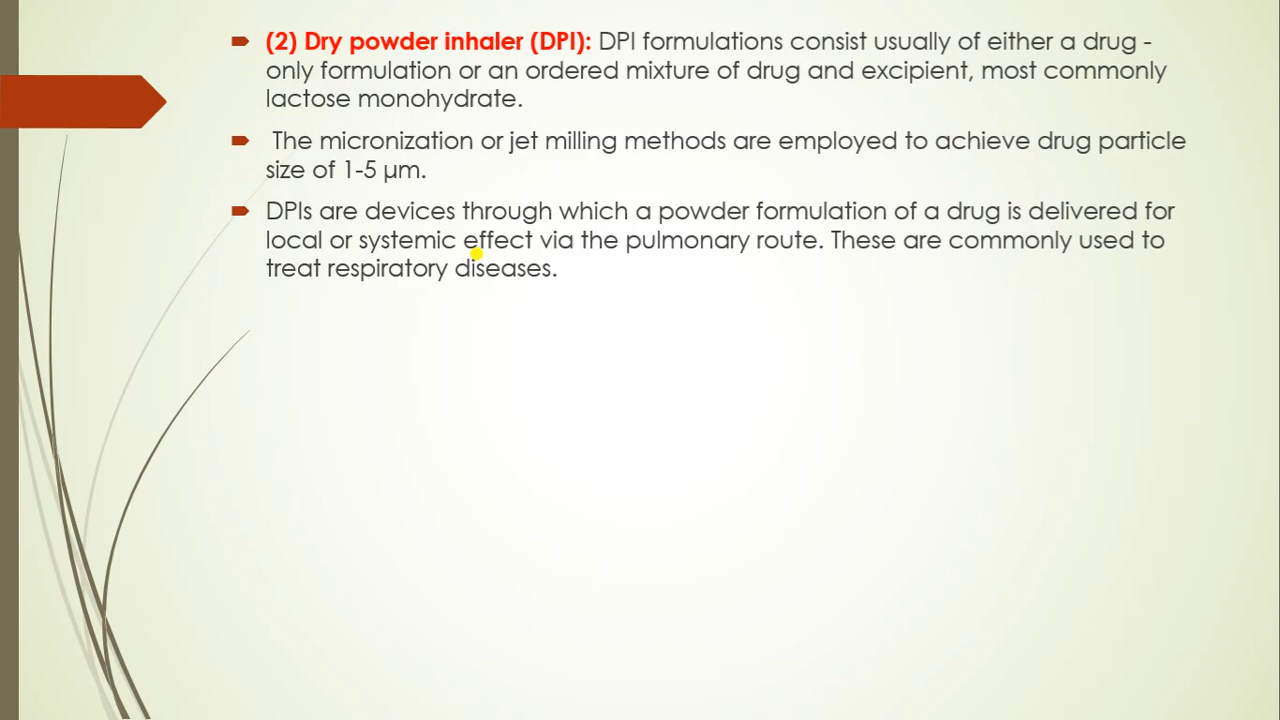 (2) Dry powder inhaler (DPI): DPI formulations consist usually of either a drug -
only formulation or an ordered mixture of drug and excipient, most commonly
lactose monohydrate.
The micronization or jet milling methods are employed to achieve drug particle
size of 1-5 µm.
DPIs are devices through which a powder formulation of a drug is delivered for
local or systemic effect via the pulmonary route. These are commonly used to
treat respiratory diseases.